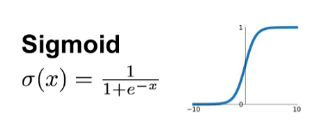 Sigmoid
σ(x) = 1/(1+e^{-x})
1
-10
0
10